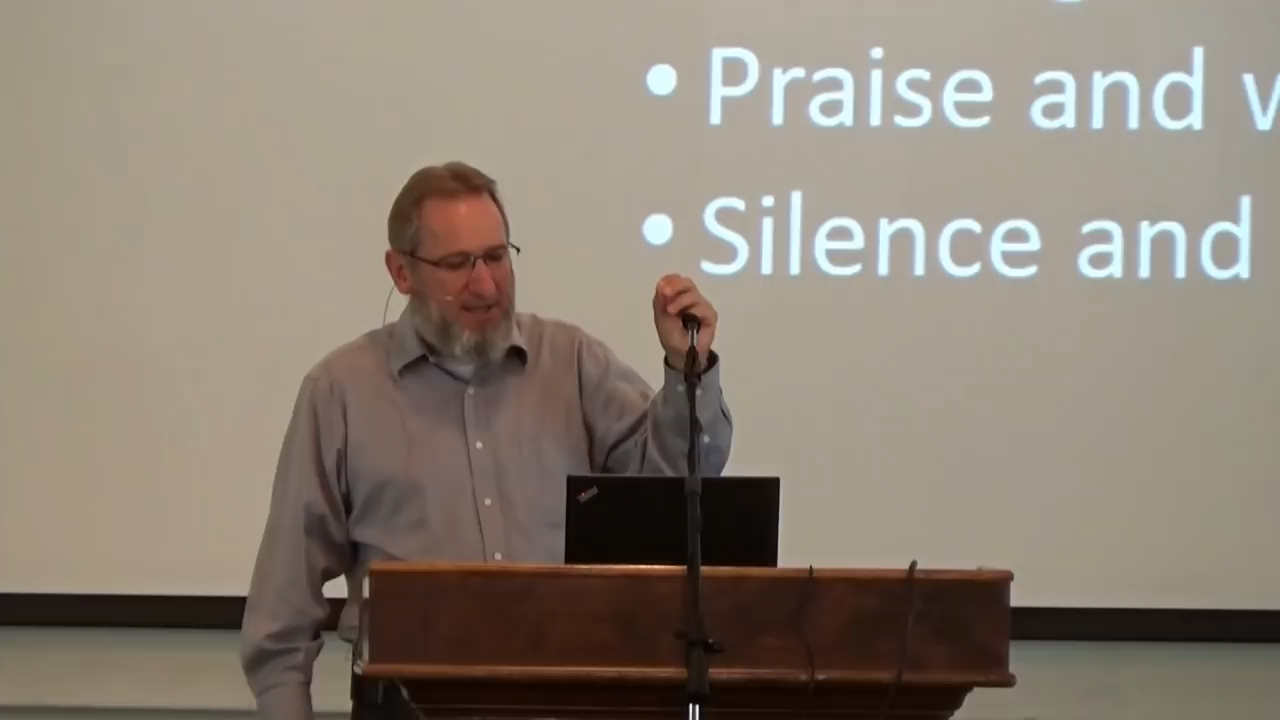 • Praise and
• Silence and